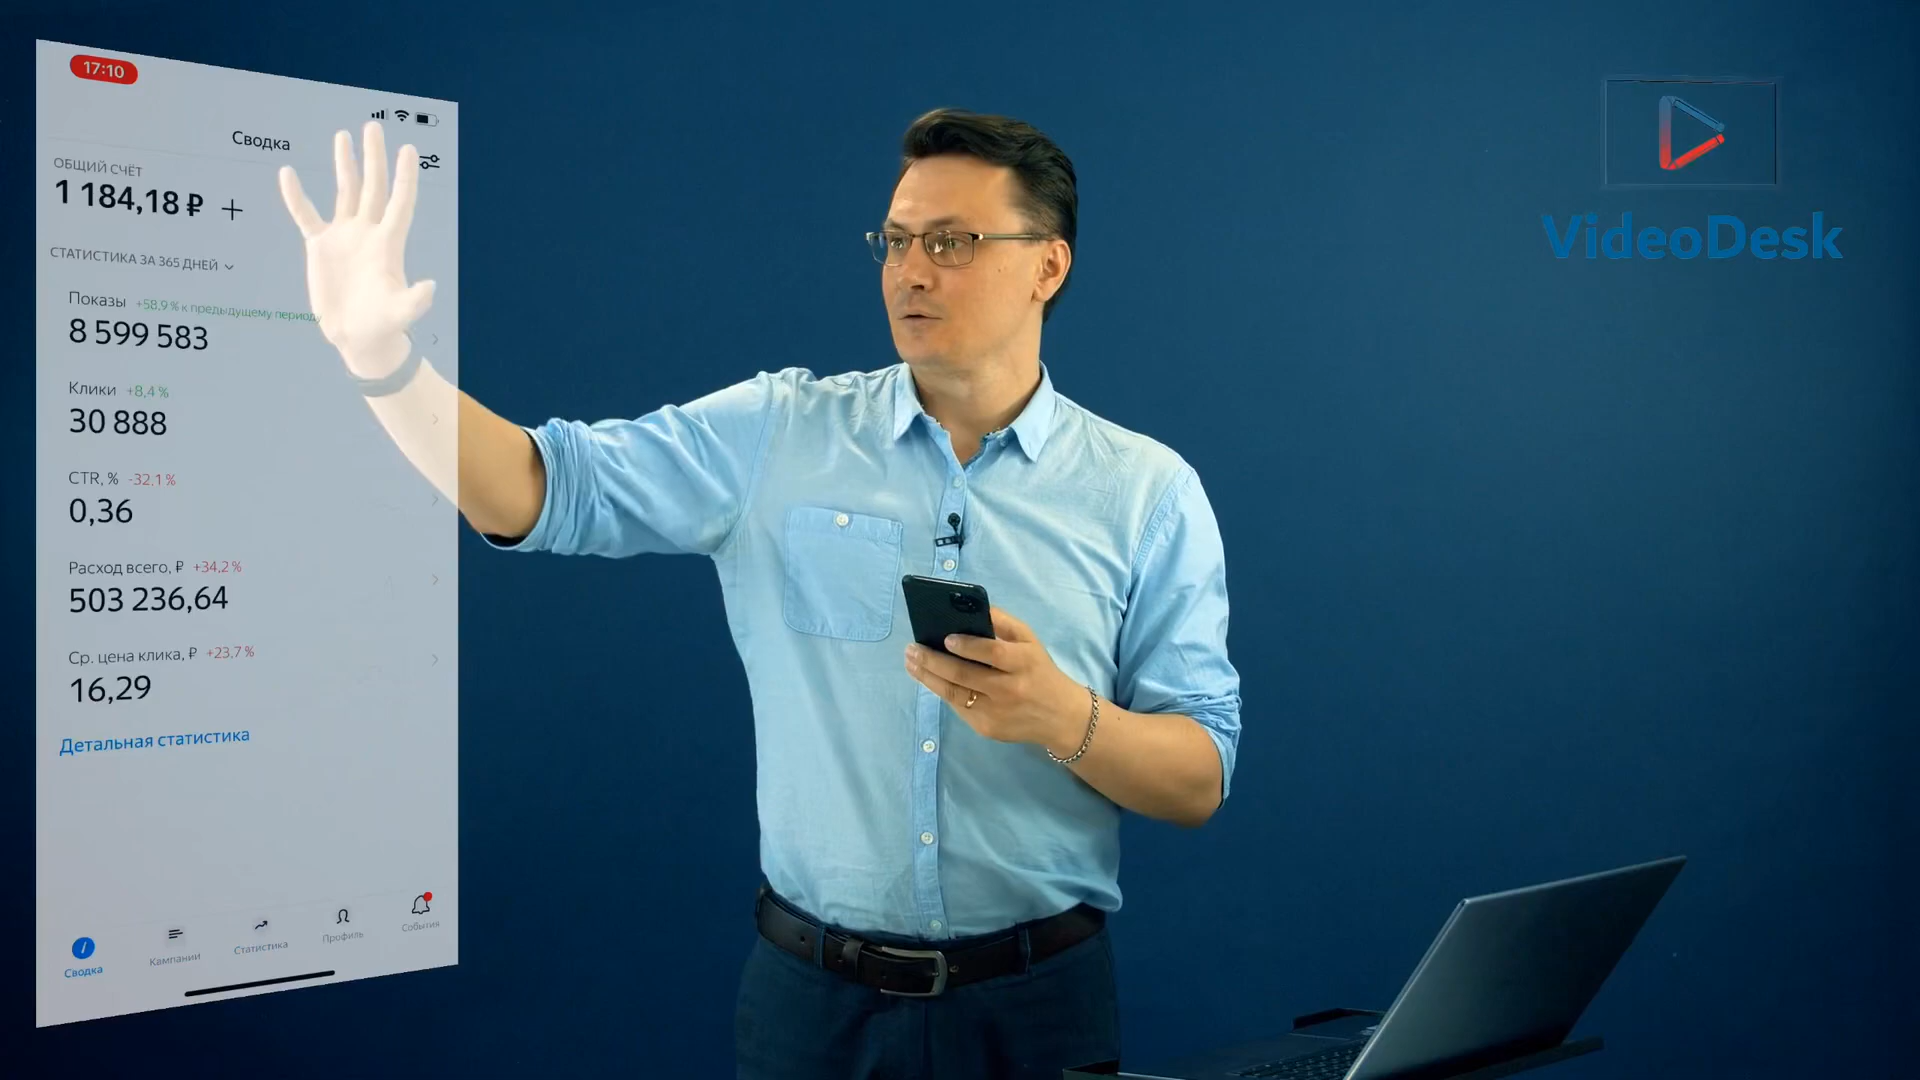 17:10
Сводка
ОБЩИЙ СЧЁТ
1 184,18 ₽ +
СТАТИСТИКА ЗА 365 ДНЕЙ
Показы +58,9 % к предыдущему периоду
8 599 583
Клики +8,4 %
30 888
CTR, % -32,1 %
0,36
Расход всего, ₽ +34,2 %
503 236,64
Ср. цена клика, ₽ +23,7 %
16,29
Детальная статистика
Сводка Кампании Статистика Профиль События
VideoDesk